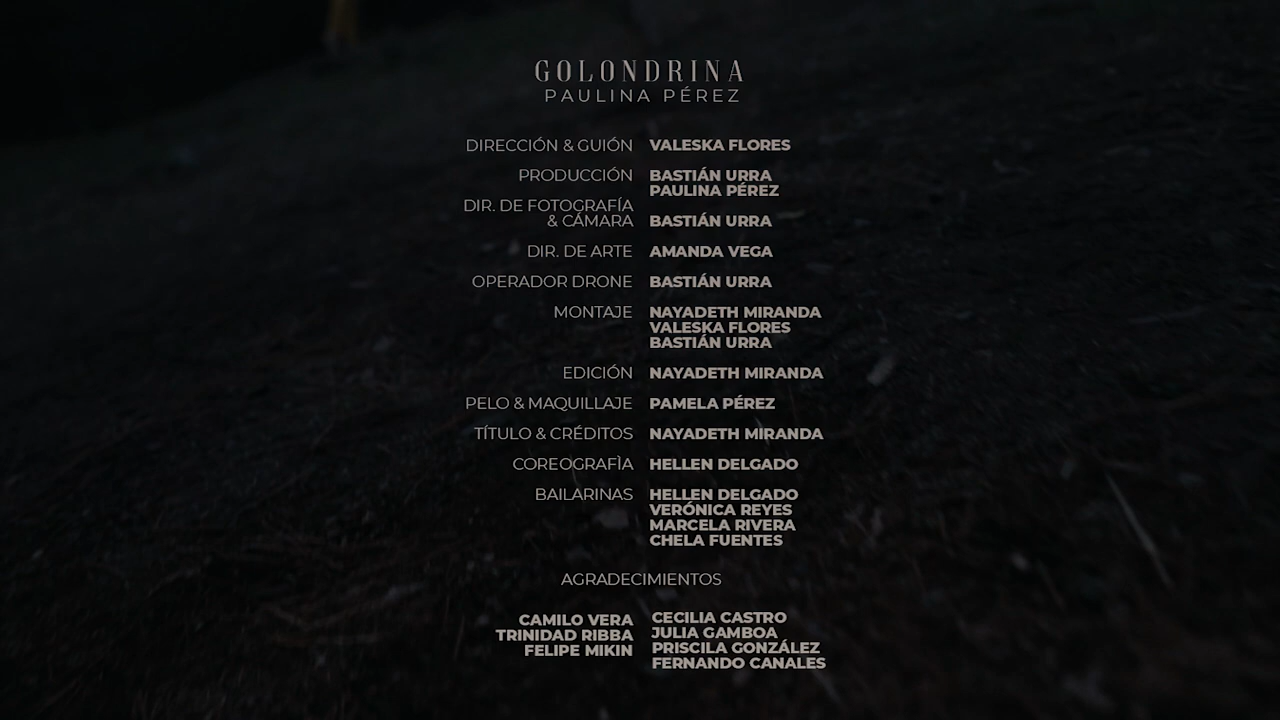 GOLONDRINA
PAULINA PÉREZ
DIRECCIÓN & GUIÓN VALESKA FLORES
PRODUCCIÓN BASTIÁN URRA
PAULINA PÉREZ
DIR. DE FOTOGRAFÍA
& CÁMARA BASTIÁN URRA
DIR. DE ARTE AMANDA VEGA
OPERADOR DRONE BASTIÁN URRA
MONTAJE NAYADETH MIRANDA
VALESKA FLORES
BASTIÁN URRA
EDICIÓN NAYADETH MIRANDA
PELO & MAQUILLAJE PAMELA PÉREZ
TÍTULO & CRÉDITOS NAYADETH MIRANDA
COREOGRAFÌA HELLEN DELGADO
BAILARINAS HELLEN DELGADO
VERÓNICA REYES
MARCELA RIVERA
CHELA FUENTES
AGRADECIMIENTOS
CAMILO VERA CECILIA CASTRO
TRINIDAD RIBBA JULIA GAMBOA
FELIPE MIKIN PRISCILA GONZÁLEZ
FERNANDO CANALES